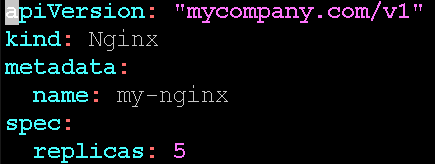 apiVersion: "mycompany.com/v1"
kind: Nginx
metadata:
  name: my-nginx
spec:
  replicas: 5